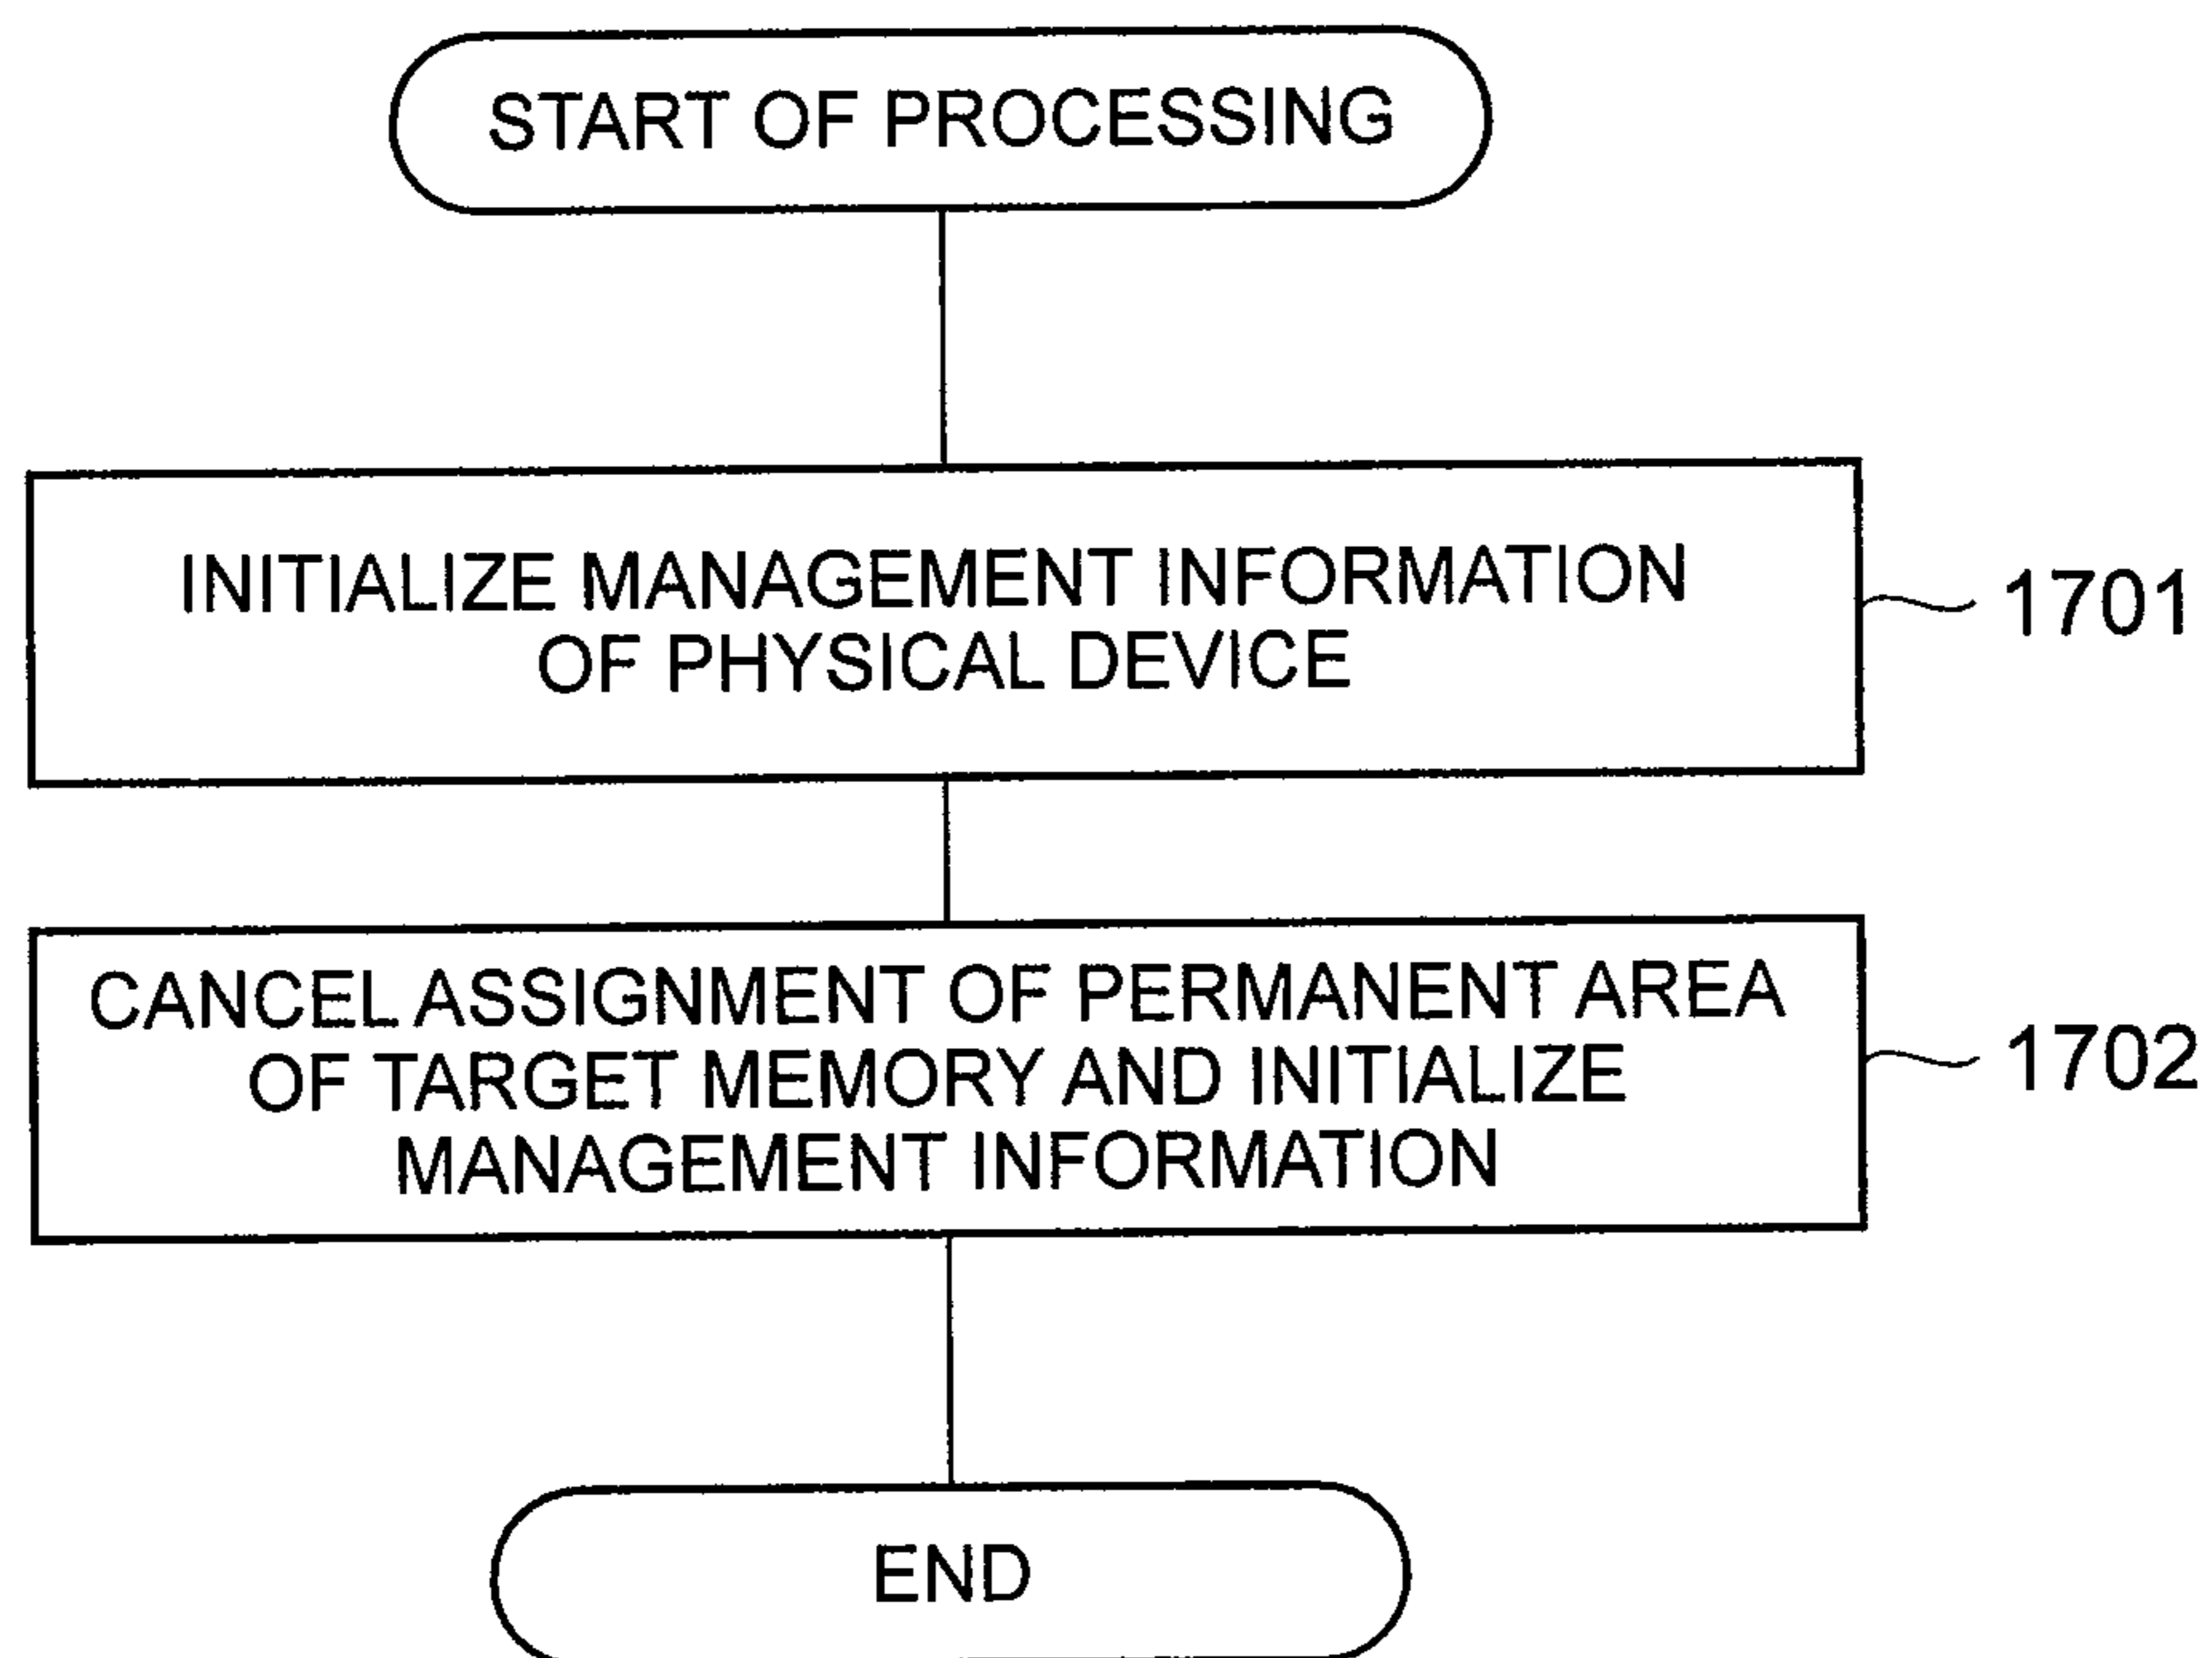 START OF PROCESSING
INITIALIZE MANAGEMENT INFORMATION
OF PHYSICAL DEVICE
1701
CANCEL ASSIGNMENT OF PERMANENT AREA
OF TARGET MEMORY AND INITIALIZE
MANAGEMENT INFORMATION
1702
END